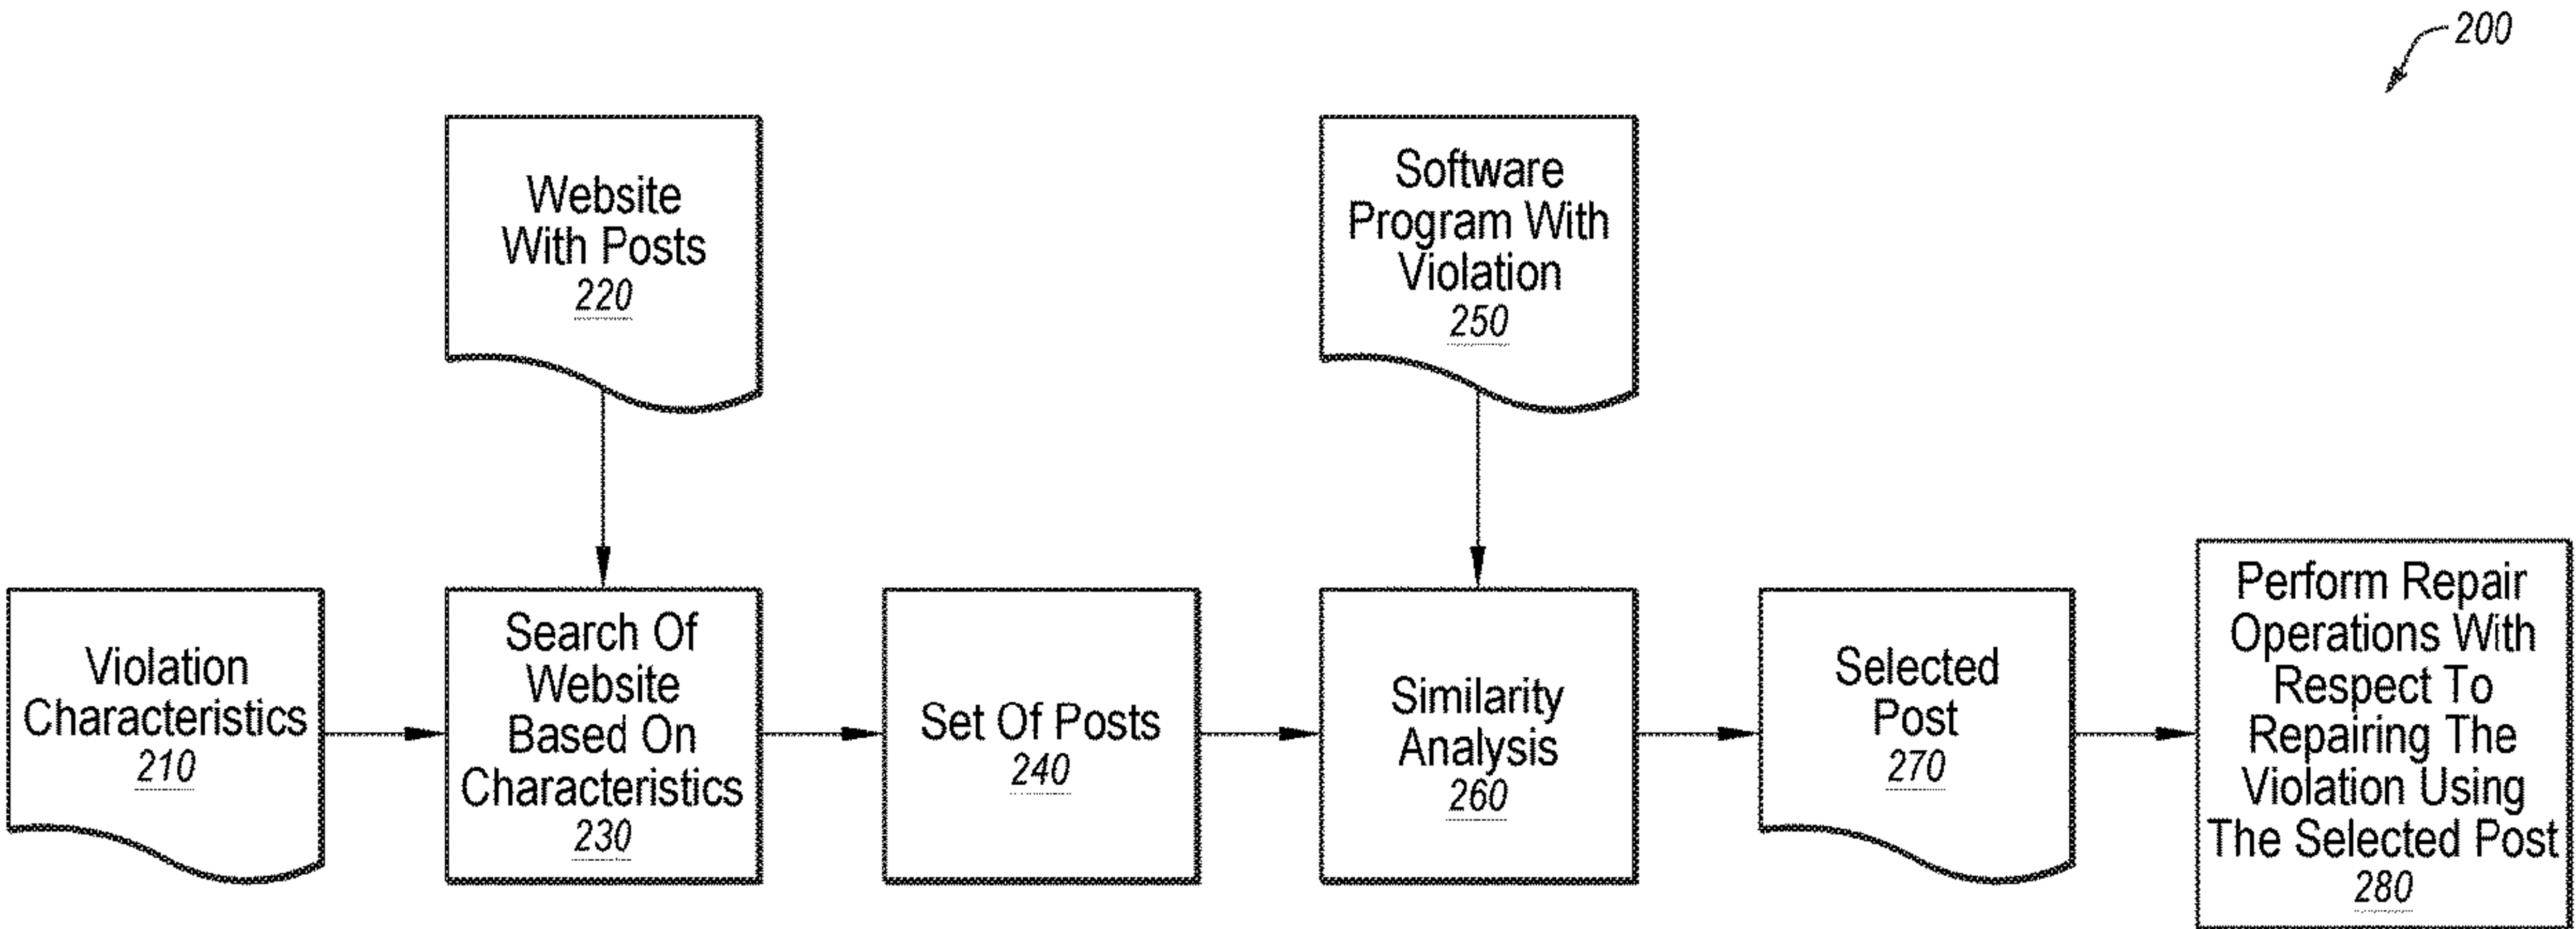 200
Website
With Posts
220
Software
Program With
Violation
250
Violation
Characteristics
210
Search Of
Website
Based On
Characteristics
230
Set Of Posts
240
Similarity
Analysis
260
Selected
Post
270
Perform Repair
Operations With
Respect To
Repairing The
Violation Using
The Selected Post
280